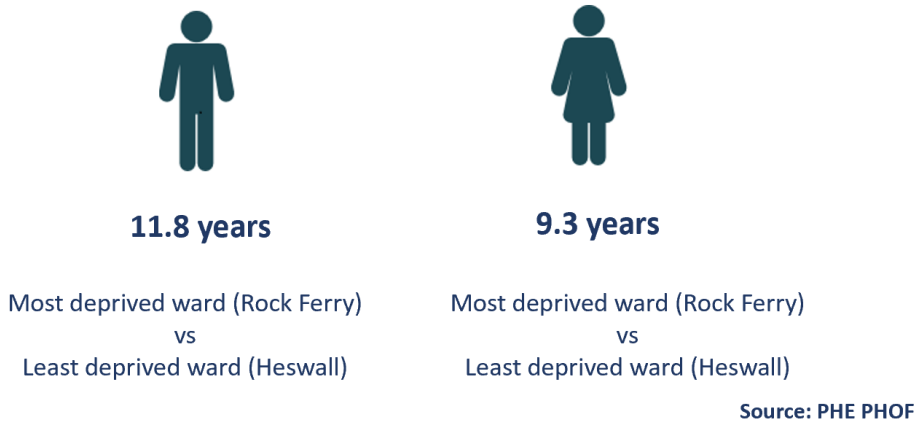 11.8 years
Most deprived ward (Rock Ferry)
vs
Least deprived ward (Heswall)
9.3 years
Most deprived ward (Rock Ferry)
vs
Least deprived ward (Heswall)
Source: PHE PHOF